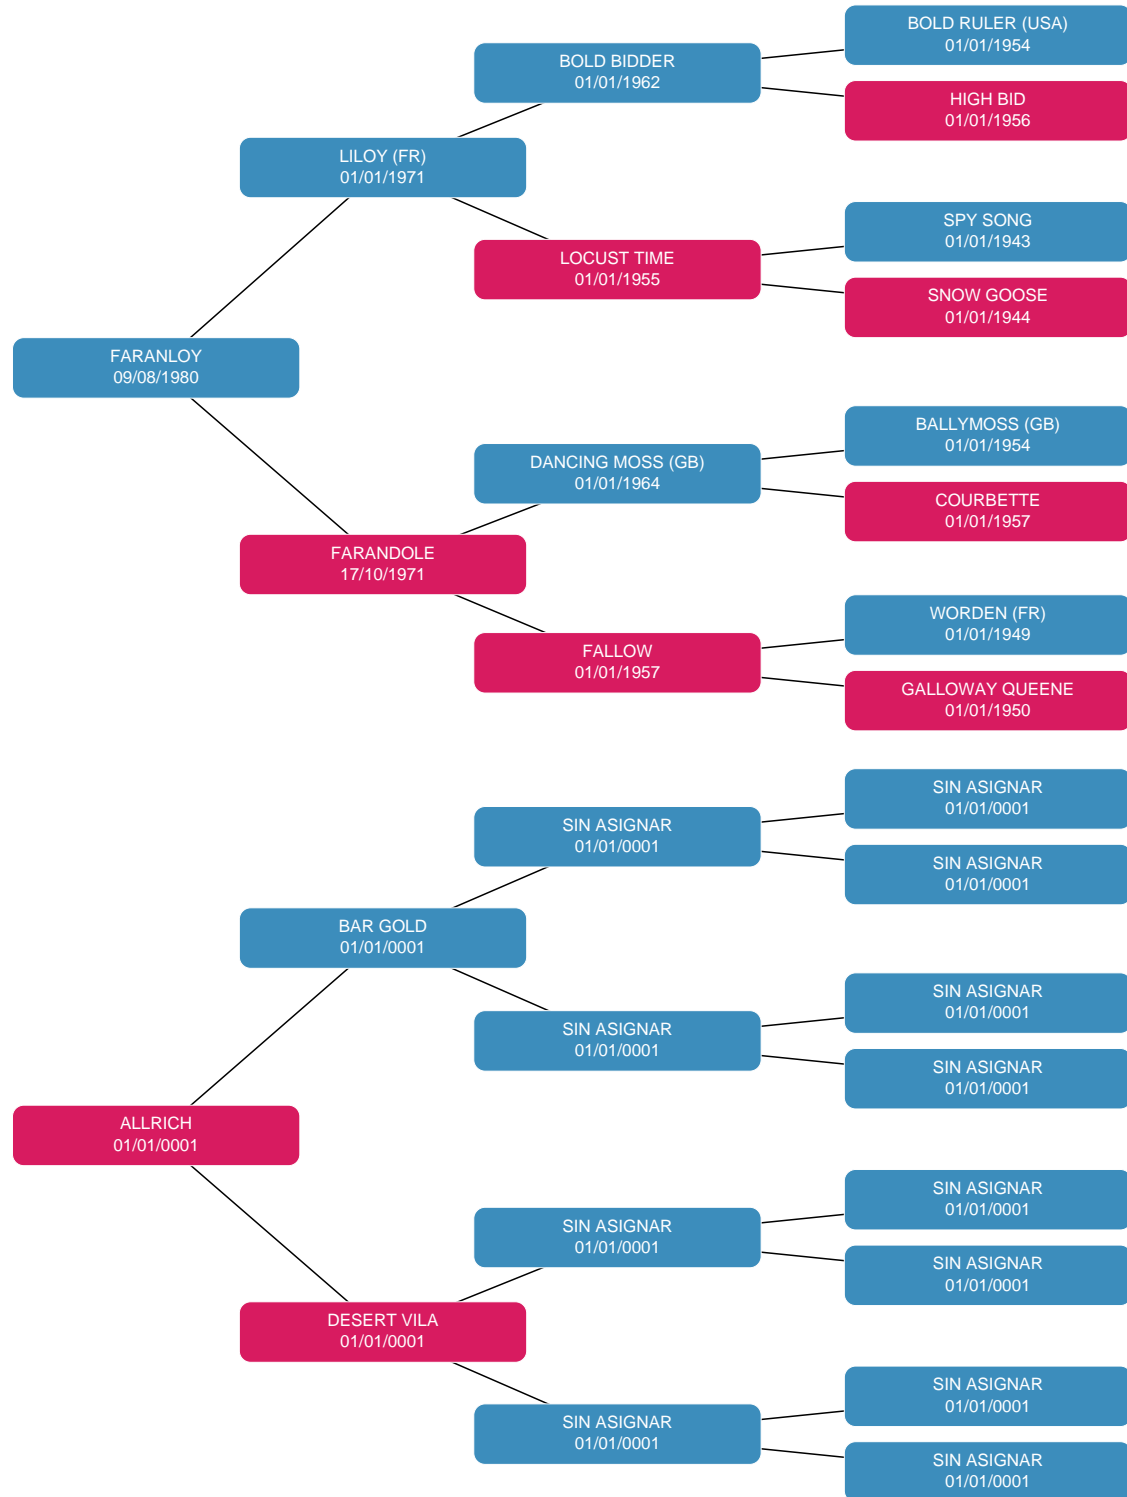 BOLD RULER (USA)
01/01/1954
BOLD BIDDER
01/01/1962
HIGH BID
01/01/1956
LILOY (FR)
01/01/1971
SPY SONG
01/01/1943
LOCUST TIME
01/01/1955
SNOW GOOSE
01/01/1944
FARANLOY
09/08/1980
BALLYMOSS (GB)
01/01/1954
DANCING MOSS (GB)
01/01/1964
COURBETTE
01/01/1957
FARANDOLE
17/10/1971
WORDEN (FR)
01/01/1949
FALLOW
01/01/1957
GALLOWAY QUEENE
01/01/1950
SIN ASIGNAR
01/01/0001
SIN ASIGNAR
01/01/0001
SIN ASIGNAR
01/01/0001
BAR GOLD
01/01/0001
SIN ASIGNAR
01/01/0001
SIN ASIGNAR
01/01/0001
SIN ASIGNAR
01/01/0001
ALLRICH
01/01/0001
SIN ASIGNAR
01/01/0001
SIN ASIGNAR
01/01/0001
SIN ASIGNAR
01/01/0001
DESERT VILA
01/01/0001
SIN ASIGNAR
01/01/0001
SIN ASIGNAR
01/01/0001
SIN ASIGNAR
01/01/0001